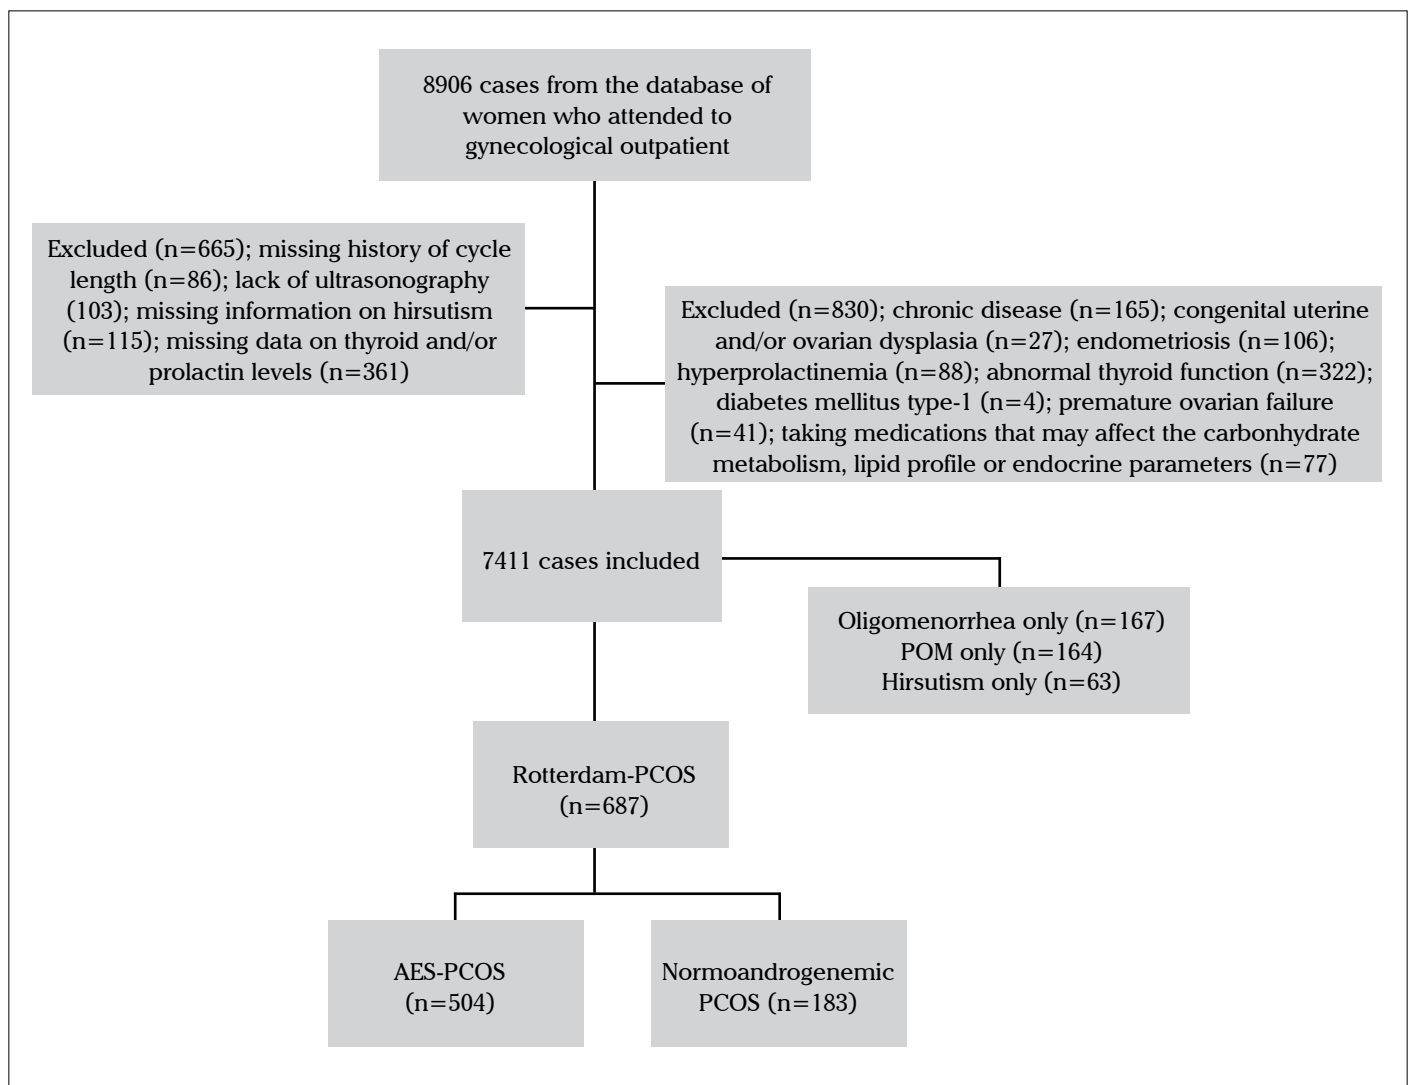 8906 cases from the database of
women who attended to
gynecological outpatient
Excluded (n=665); missing history of cycle
length (n=86); lack of ultrasonography
(103); missing information on hirsutism
(n=115); missing data on thyroid and/or
prolactin levels (n=361)
Excluded (n=830); chronic disease (n=165); congenital uterine
and/or ovarian dysplasia (n=27); endometriosis (n=106);
hyperprolactinemia (n=88); abnormal thyroid function (n=322);
diabetes mellitus type-1 (n=4); premature ovarian failure
(n=41); taking medications that may affect the carbonhydrate
metabolism, lipid profile or endocrine parameters (n=77)
7411 cases included
Oligomenorrhea only (n=167)
POM only (n=164)
Hirsutism only (n=63)
Rotterdam-PCOS
(n=687)
AES-PCOS
(n=504)
Normoandrogenemic
PCOS (n=183)